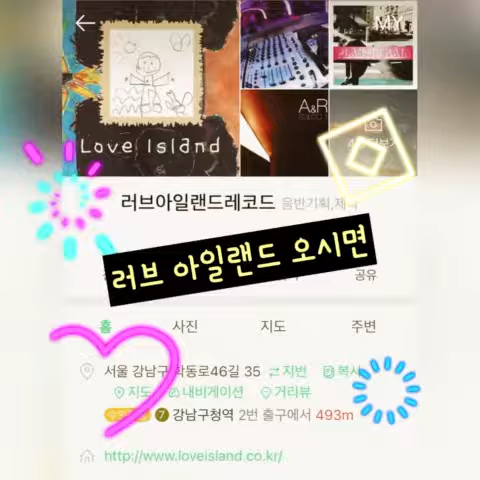 MY
Love Island
A&R
러브아일랜드레코드 음반기획,제작
러브 아일랜드 오시면
공유
홈 사진 지도 주변
서울 강남구 학동로46길 35 지번 복사
지도 내비게이션 거리뷰
7 강남구청역 2번 출구에서 493m
http://www.loveisland.co.kr/